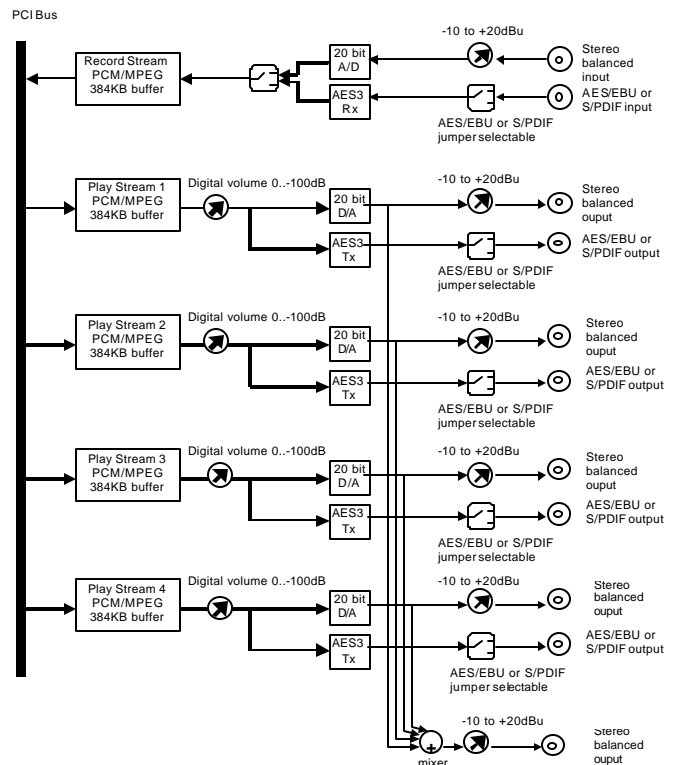 PCI Bus
-10 to +20dBu
Record Stream
PCM/MPEG
384KB buffer
20 bit
A/D
Stereo
balanced
input
AES3
Rx
AES/EBU or
S/PDIF input
AES/EBU or S/PDIF
jumper selectable
Play Stream 1
PCM/MPEG
384KB buffer
Digital volume 0..-100dB
20 bit
D/A
-10 to +20dBu
Stereo
balanced
ouput
AES3
Tx
AES/EBU or
S/PDIF output
AES/EBU or S/PDIF
jumper selectable
Play Stream 2
PCM/MPEG
384KB buffer
Digital volume 0..-100dB
20 bit
D/A
-10 to +20dBu
Stereo
balanced
ouput
AES3
Tx
AES/EBU or
S/PDIF output
AES/EBU or S/PDIF
jumper selectable
Play Stream 3
PCM/MPEG
384KB buffer
Digital volume 0..-100dB
20 bit
D/A
-10 to +20dBu
Stereo
balanced
ouput
AES3
Tx
AES/EBU or
S/PDIF output
AES/EBU or S/PDIF
jumper selectable
Play Stream 4
PCM/MPEG
384KB buffer
Digital volume 0..-100dB
20 bit
D/A
-10 to +20dBu
Stereo
balanced
ouput
AES3
Tx
AES/EBU or
S/PDIF output
AES/EBU or S/PDIF
jumper selectable
-10 to +20dBu
Stereo
balanced
ouput
+
mixer